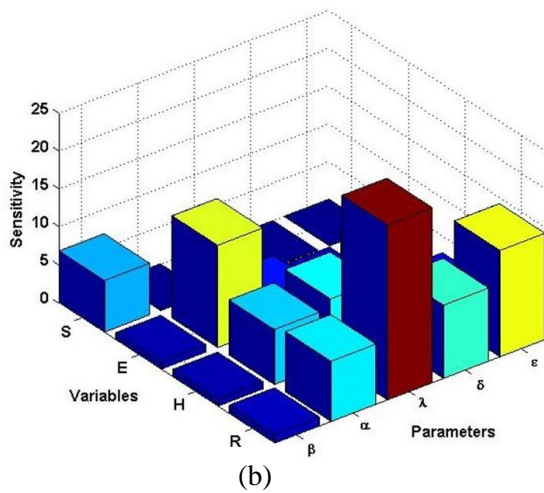 25
20
15
10
5
0
Sensitivity
S
E
H
R
Variables
β
α
λ
δ
ε
Parameters
(b)